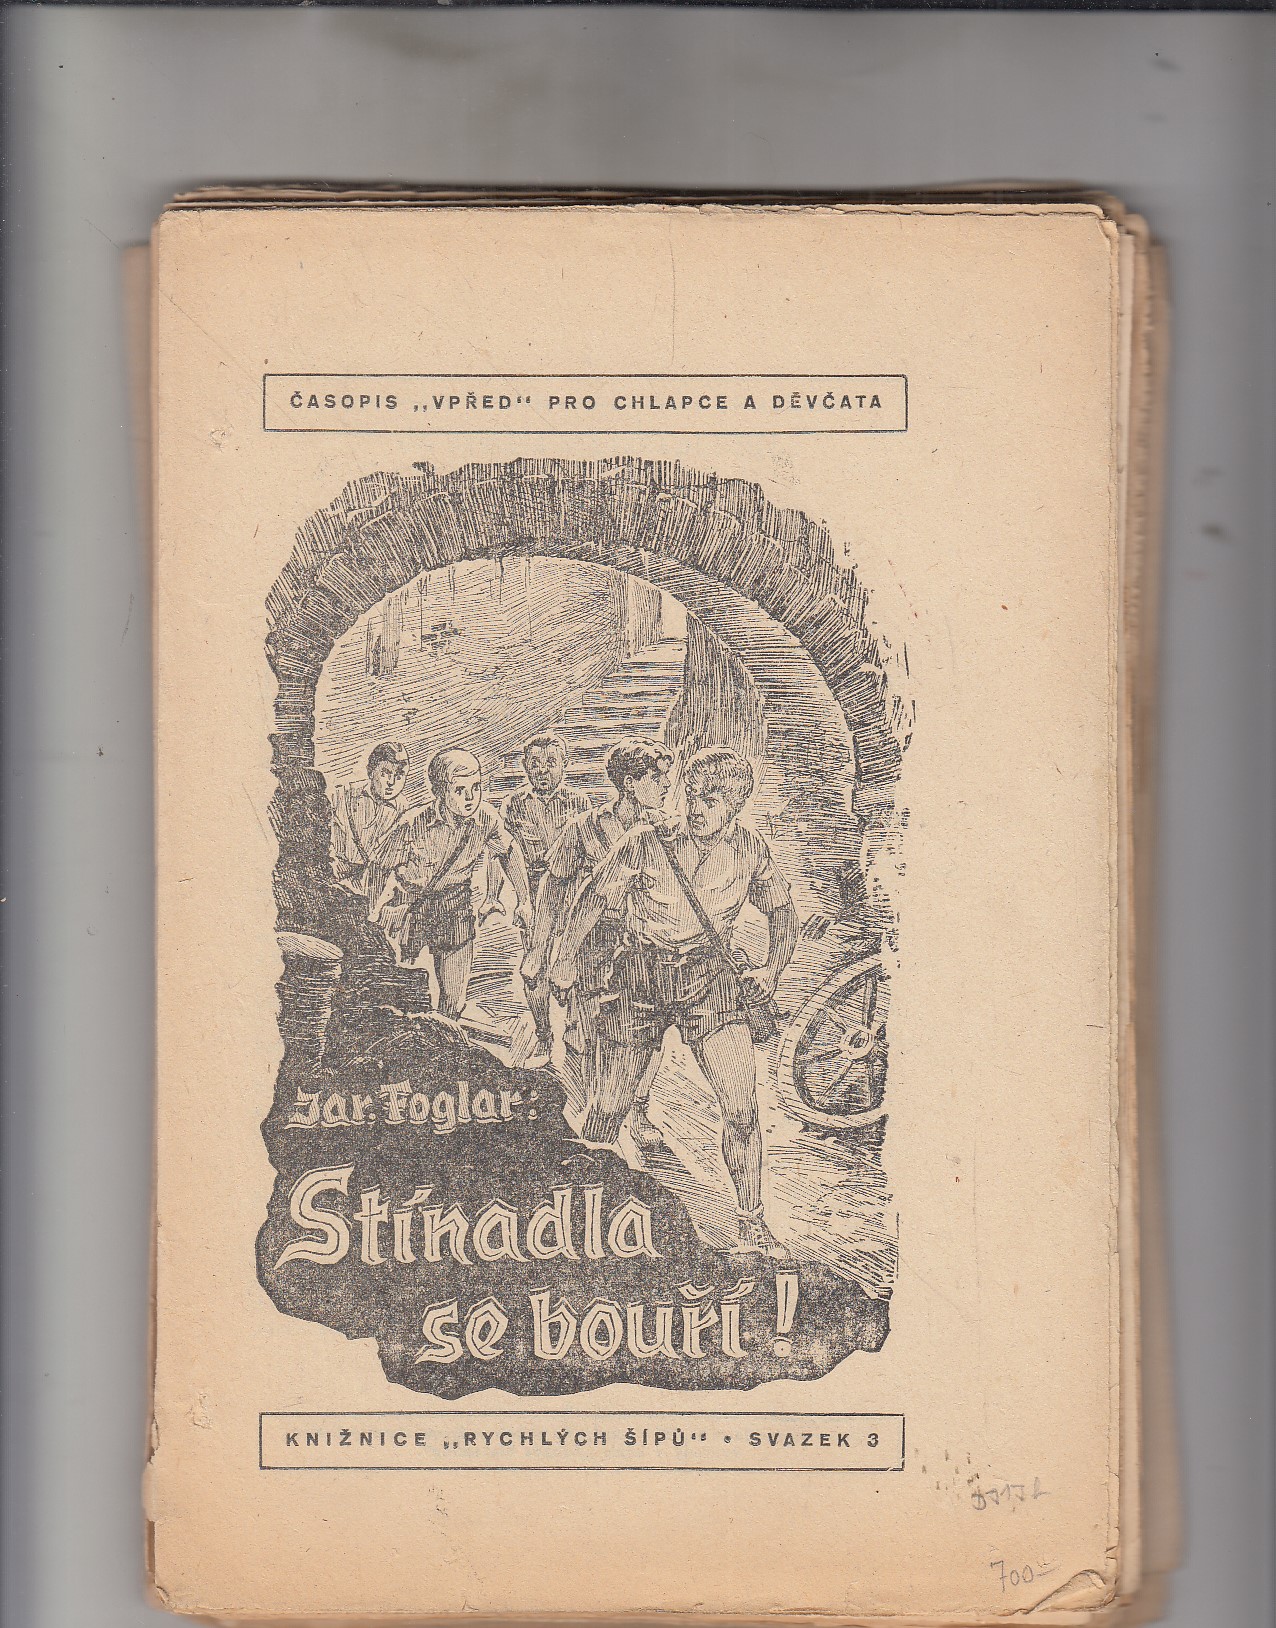 ČASOPIS „VPŘED“ PRO CHLAPCE A DĚVČATA
Jar. Foglar:
Stínadla
se bouří!
KNIŽNICE „RYCHLÝCH ŠÍPŮ“ • SVAZEK 3
700-